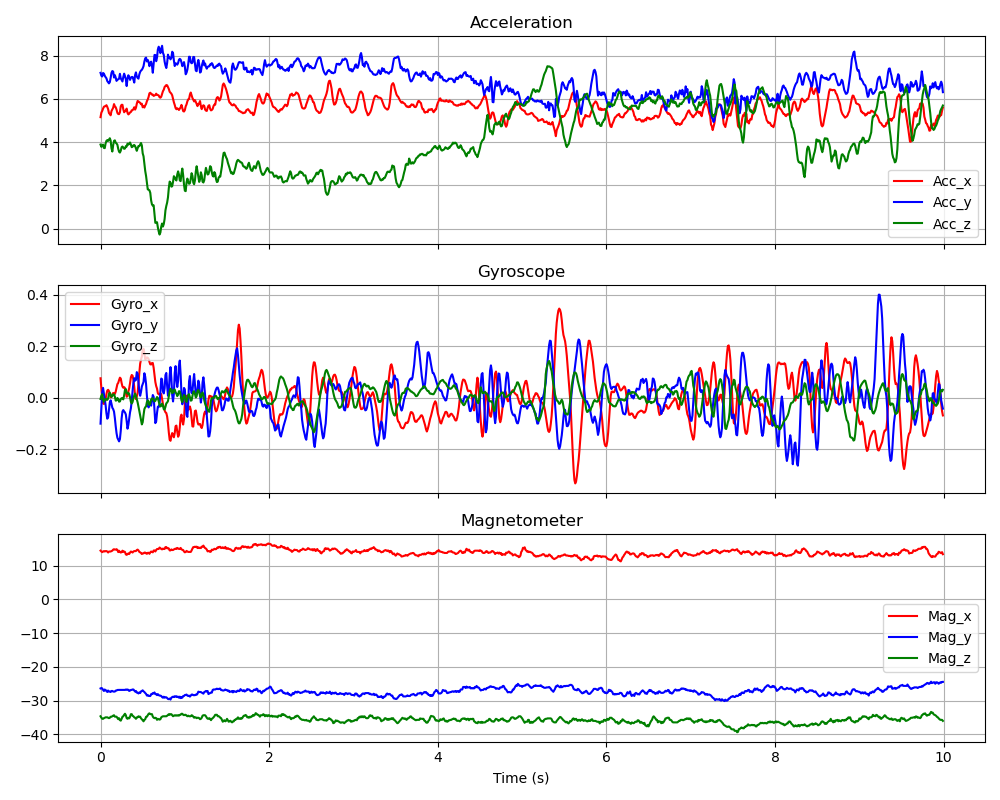 Acceleration
8
6
4
2
0
Acc_x
Acc_y
Acc_z
Gyroscope
0.4
0.2
0.0
−0.2
Gyro_x
Gyro_y
Gyro_z
Magnetometer
10
0
−10
−20
−30
−40
Mag_x
Mag_y
Mag_z
0 2 4 6 8 10
Time (s)